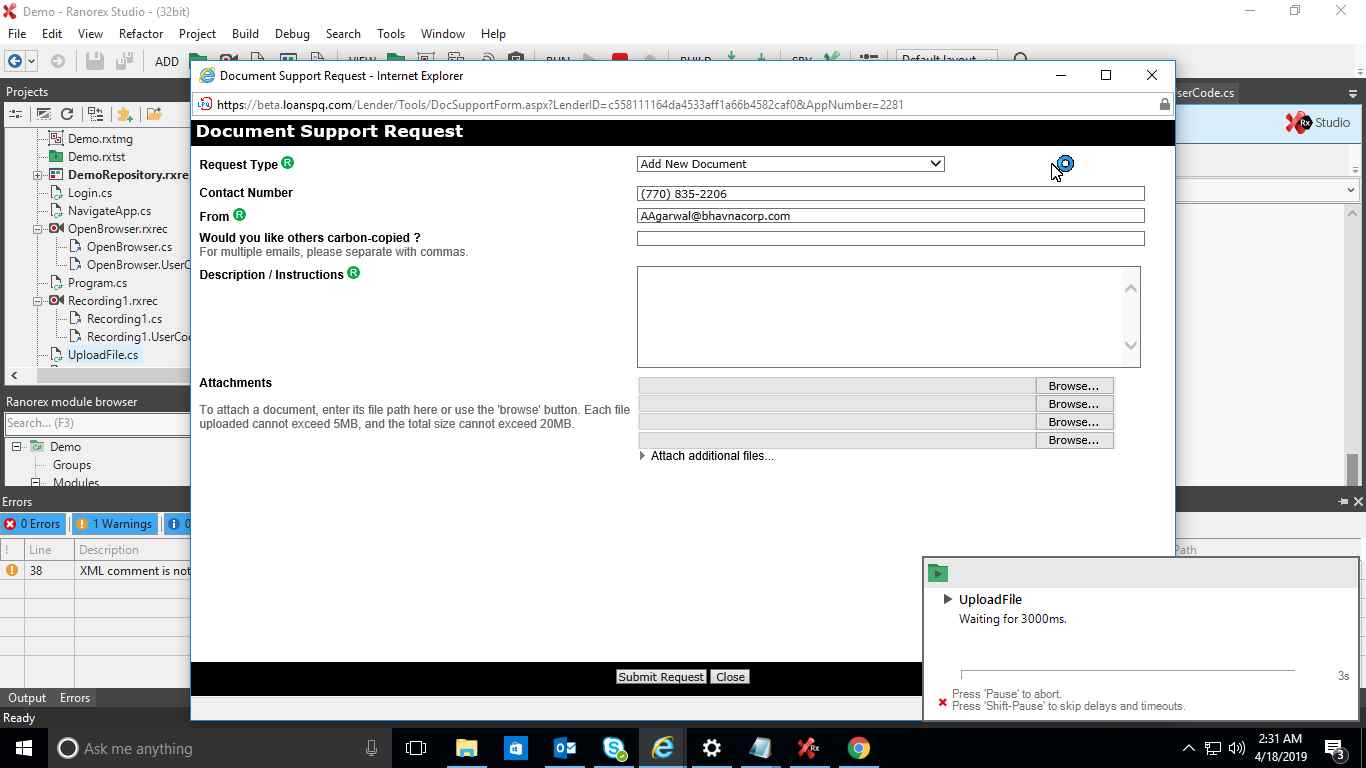 Demo - Ranorex Studio - (32bit)
File Edit View Refactor Project Build Debug Search Tools Window Help
ADD
Projects
Demo.rxtmg
Demo.rxtst
DemoRepository.rxre
Login.cs
NavigateApp.cs
OpenBrowser.rxrec
OpenBrowser.cs
OpenBrowser.UserC
Program.cs
Recording1.rxrec
Recording1.cs
Recording1.UserCo
UploadFile.cs
Ranorex module browser
Search... (F3)
Demo
Groups
Modules
serCode.cs
Rx Studio
Document Support Request - Internet Explorer
https://beta.loanspq.com/Lender/Tools/DocSupportForm.aspx?LenderID=c558111164da4533aff1a66b4582caf0&AppNumber=2281
Document Support Request
Request Type R
Add New Document
Contact Number
(770) 835-2206
From R
AAgarwal@bhavnacorp.com
Would you like others carbon-copied ?
For multiple emails, please separate with commas.
Description / Instructions R
Attachments
To attach a document, enter its file path here or use the 'browse' button. Each file
uploaded cannot exceed 5MB, and the total size cannot exceed 20MB.
Browse...
Browse...
Browse...
Browse...
Attach additional files...
Submit Request Close
Errors
0 Errors 1 Warnings 0
! Line Description Path
38 XML comment is not
Output Errors
Ready
UploadFile
Waiting for 3000ms.
3s
Press 'Pause' to abort.
Press 'Shift-Pause' to skip delays and timeouts.
Ask me anything
2:31 AM
4/18/2019
3